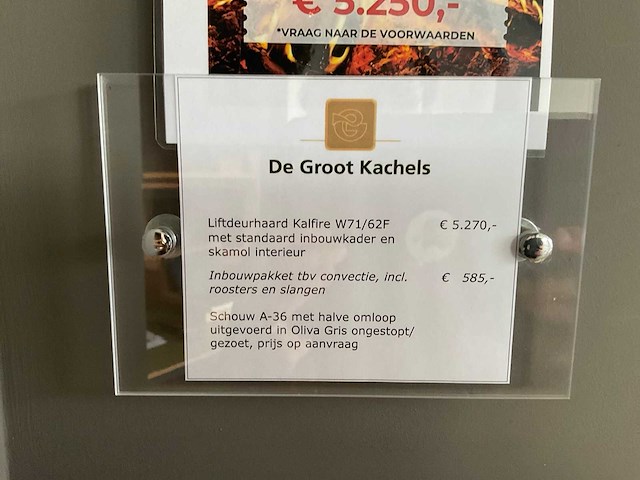 € 5.250,-
*VRAAG NAAR DE VOORWAARDEN
De Groot Kachels
Liftdeurhaard Kalfire W71/62F € 5.270,-
met standaard inbouwkader en
skamol interieur
Inbouwpakket tbv convectie, incl. € 585,-
roosters en slangen
Schouw A-36 met halve omloop
uitgevoerd in Oliva Gris ongestopt/
gezoet, prijs op aanvraag